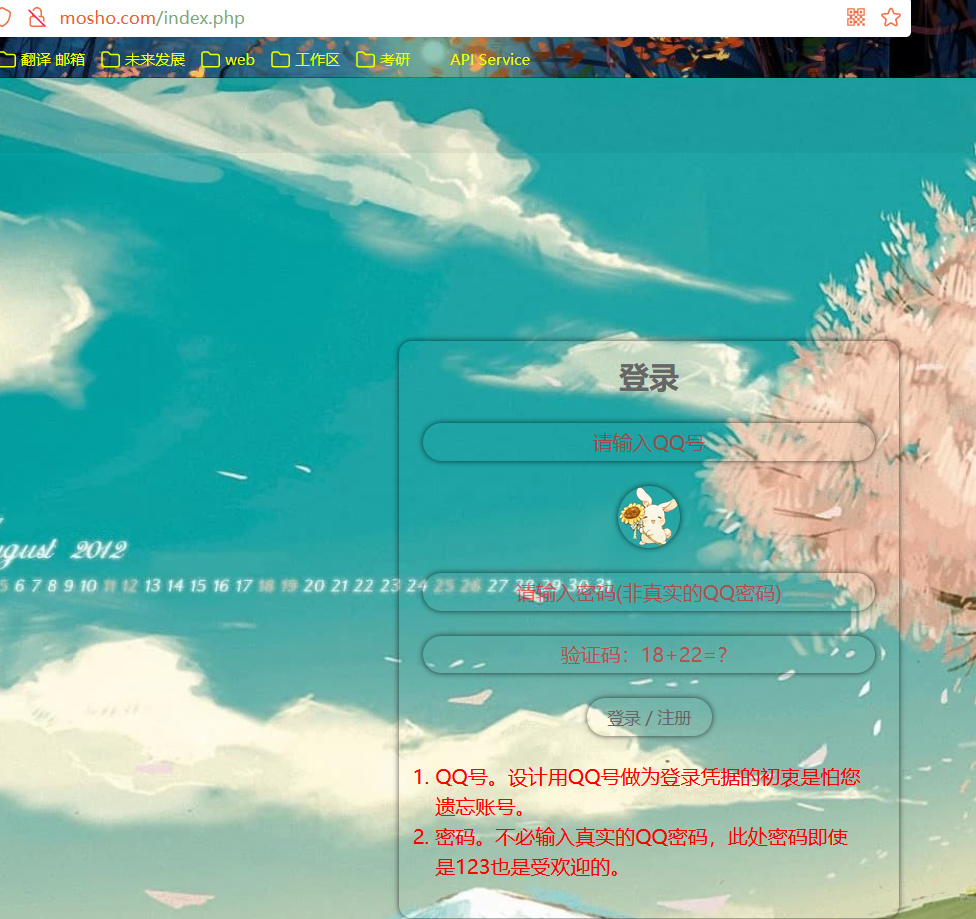 mosho.com/index.php
翻译 邮箱 未来发展 web 工作区 考研 API Service
登录
请输入QQ号
August 2012
5 6 7 8 9 10 11 12 13 14 15 16 17 18 19 20 21 22 23 24 25 26 27 28 29 30 31
请输入密码(非真实的QQ密码)
验证码：18+22=?
登录 / 注册
1. QQ号。设计用QQ号做为登录凭据的初衷是怕您
遗忘账号。
2. 密码。不必输入真实的QQ密码，此处密码即使
是123也是受欢迎的。